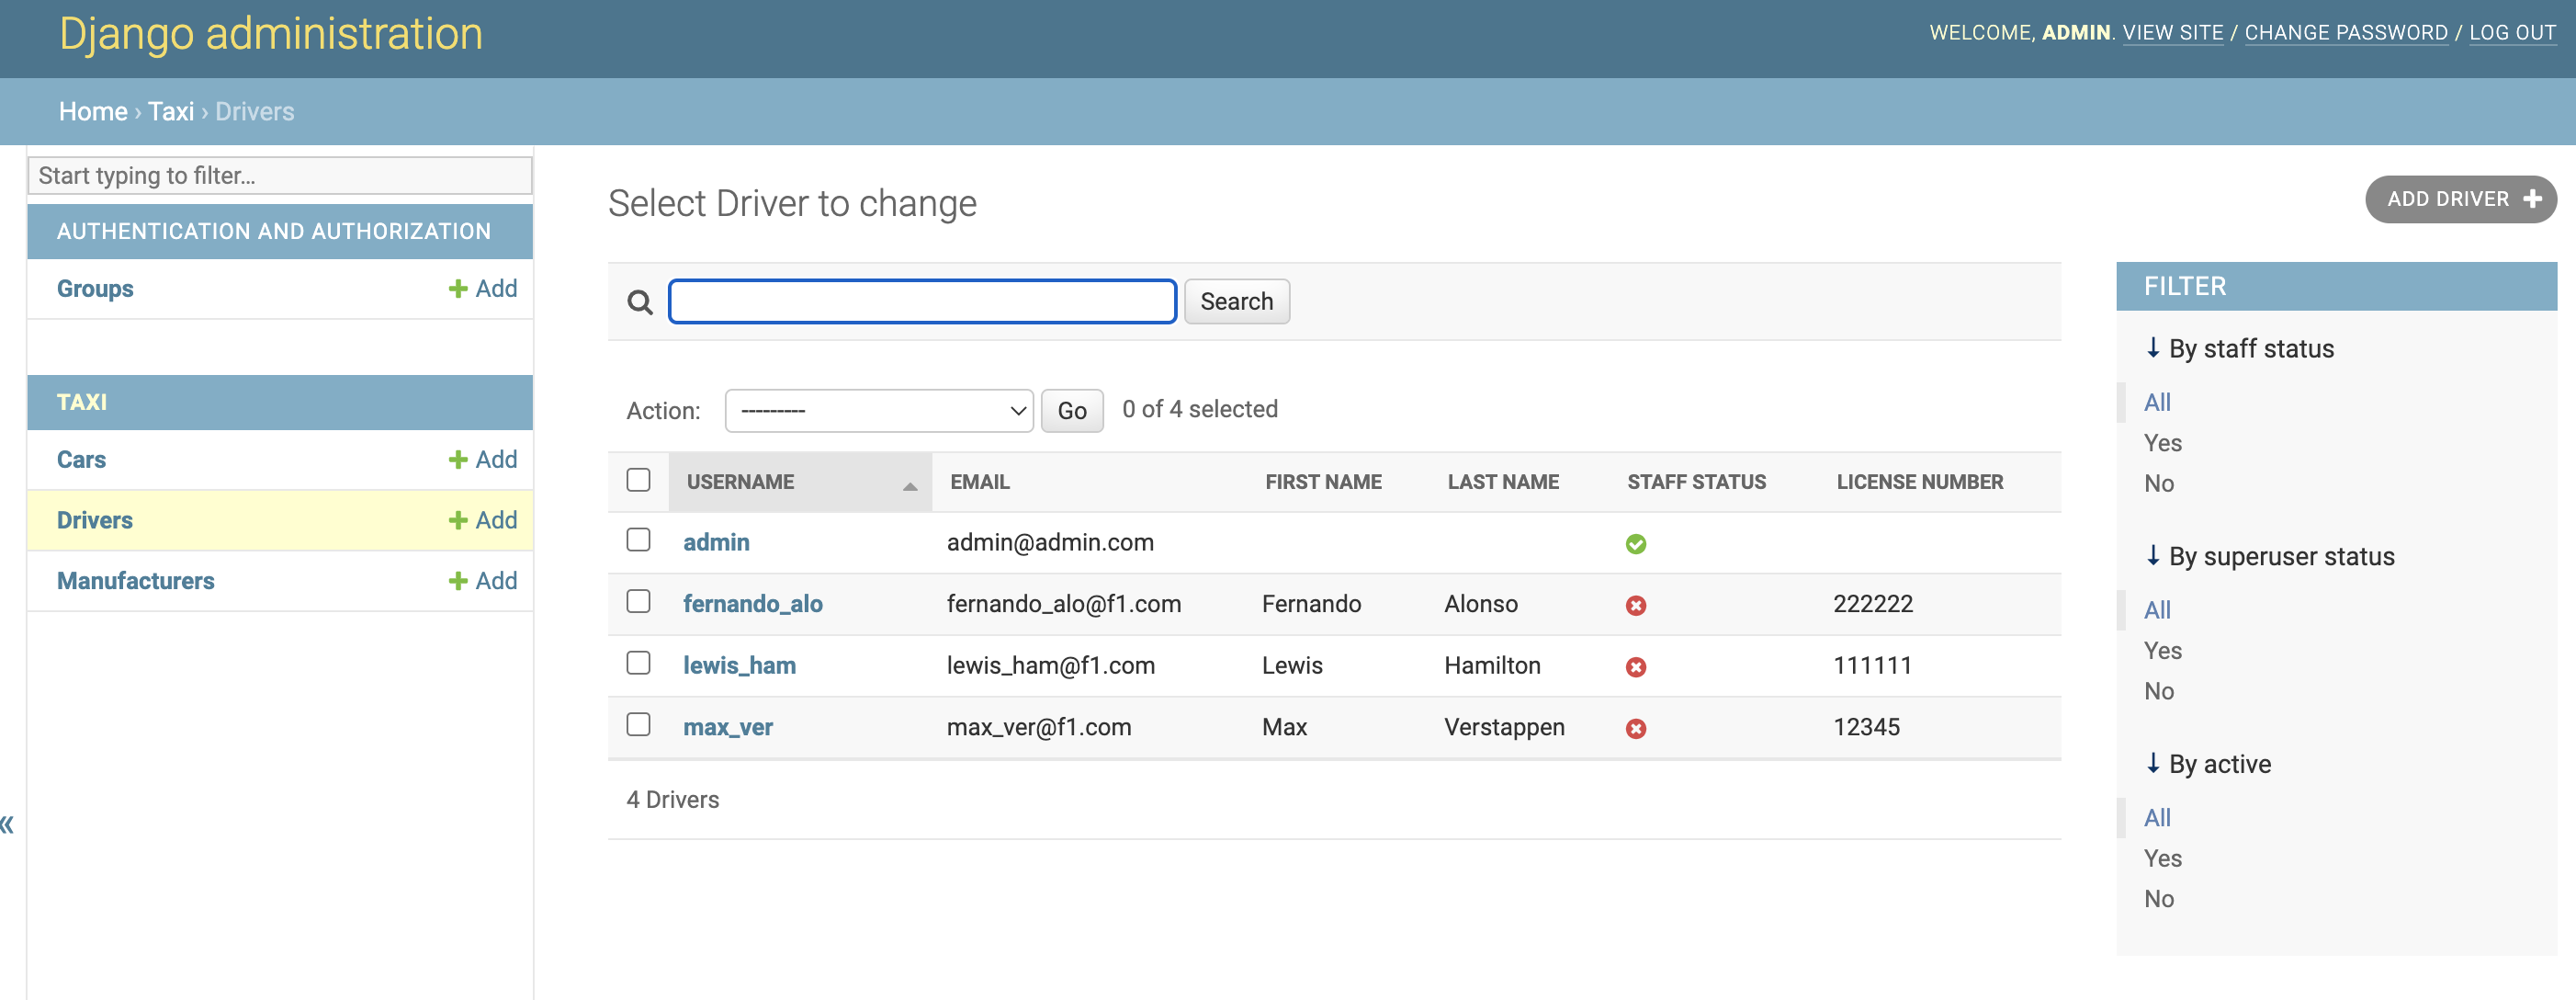 Django administration
WELCOME, ADMIN. VIEW SITE / CHANGE PASSWORD / LOG OUT
Home › Taxi › Drivers
Start typing to filter...
AUTHENTICATION AND AUTHORIZATION
Groups + Add
TAXI
Cars + Add
Drivers + Add
Manufacturers + Add
«
Select Driver to change
ADD DRIVER +
Search
Action: --------- Go 0 of 4 selected
USERNAME EMAIL FIRST NAME LAST NAME STAFF STATUS LICENSE NUMBER
admin admin@admin.com
fernando_alo fernando_alo@f1.com Fernando Alonso 222222
lewis_ham lewis_ham@f1.com Lewis Hamilton 111111
max_ver max_ver@f1.com Max Verstappen 12345
4 Drivers
FILTER
↓ By staff status
All
Yes
No
↓ By superuser status
All
Yes
No
↓ By active
All
Yes
No